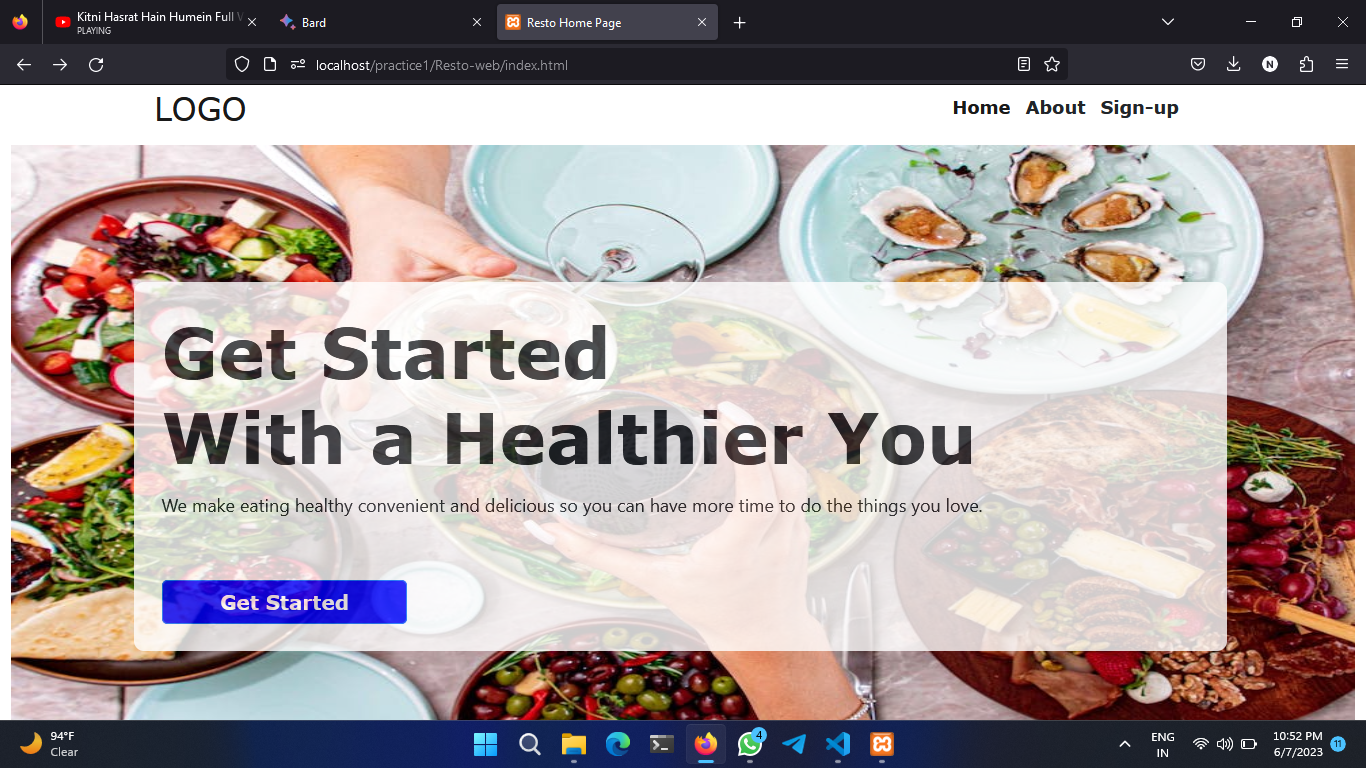 Kitni Hasrat Hain Humein Full V
PLAYING
Bard
Resto Home Page
localhost/practice1/Resto-web/index.html
N
LOGO
Home About Sign-up
Get Started
With a Healthier You
We make eating healthy convenient and delicious so you can have more time to do the things you love.
Get Started
94°F
Clear
4
ENG
IN
10:52 PM
6/7/2023
11